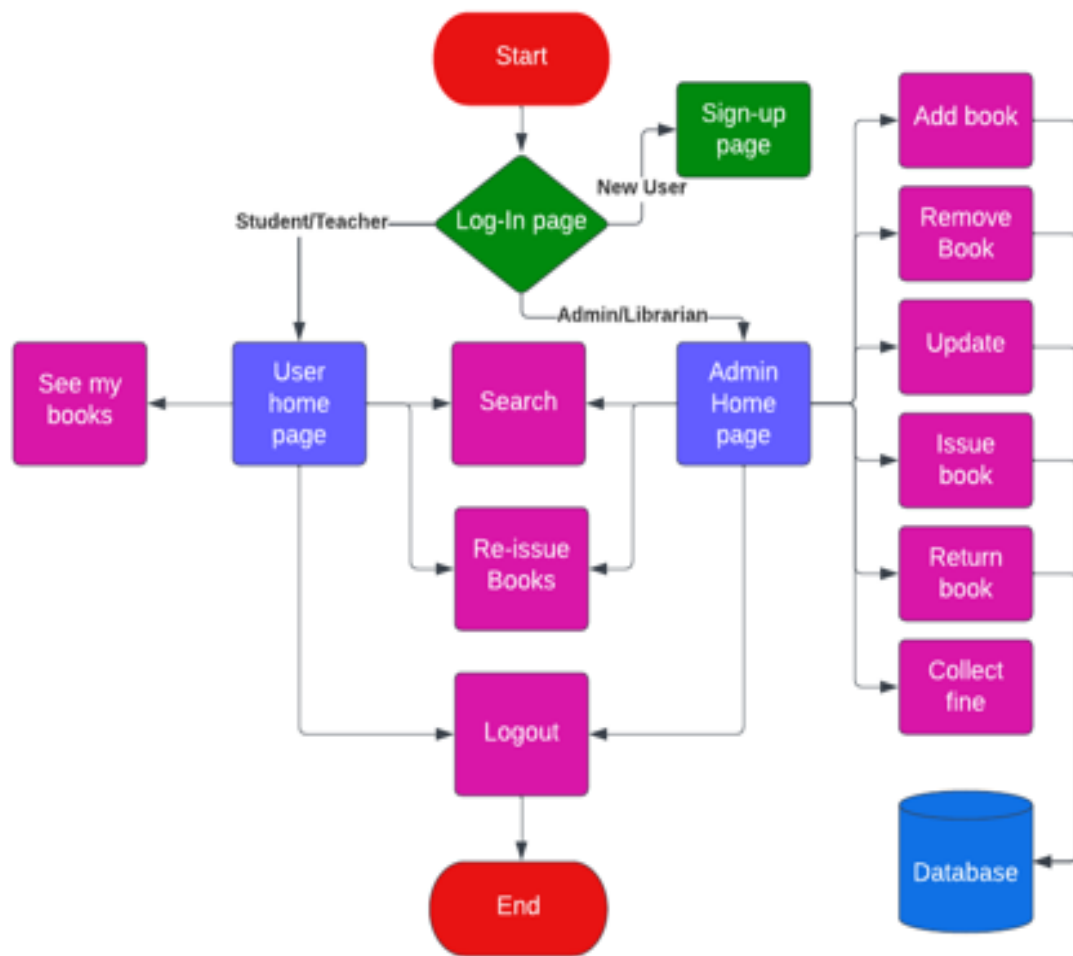 Start
Sign-up
page
Add book
New User
Log-In page
Student/Teacher
Remove
Book
Admin/Librarian
Update
See my
books
User
home
page
Search
Admin
Home
page
Issue
book
Re-issue
Books
Return
book
Collect
fine
Logout
Database
End